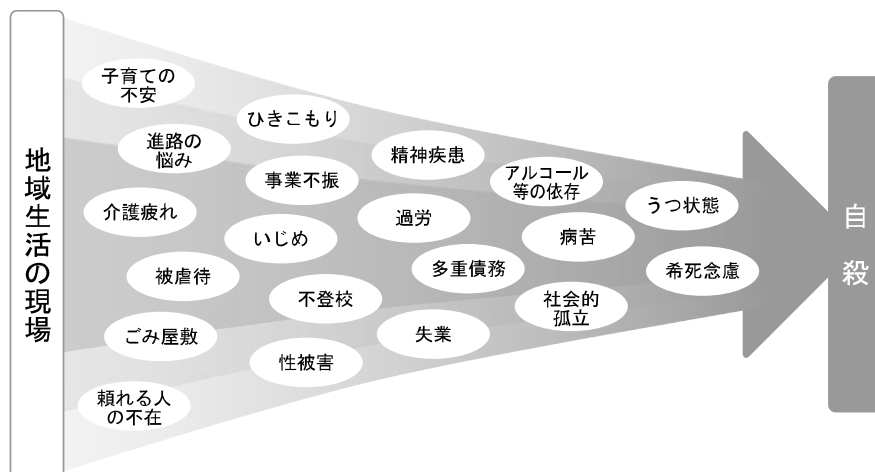 地域生活の現場
子育ての
不安
進路の
悩み
介護疲れ
被虐待
ごみ屋敷
頼れる人
の不在
ひきこもり
事業不振
いじめ
不登校
性被害
精神疾患
過労
多重債務
失業
アルコール
等の依存
病苦
社会的
孤立
うつ状態
希死念慮
自殺